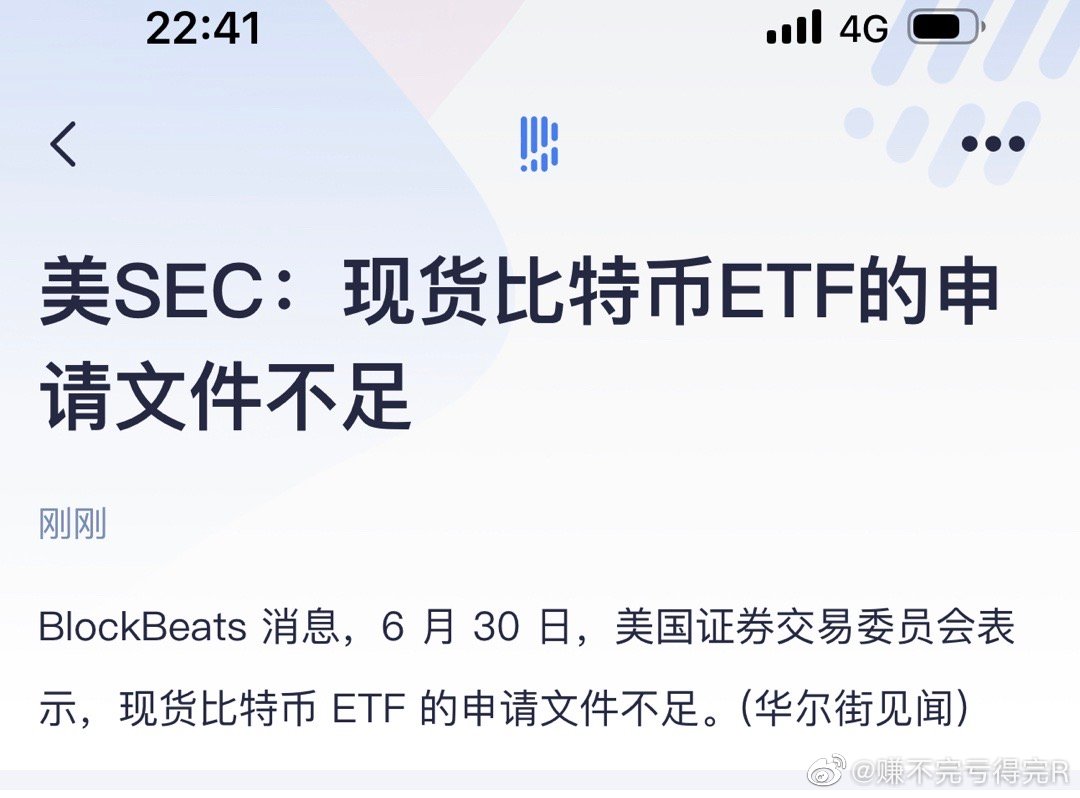 22:41
4G
美SEC：现货比特币ETF的申
请文件不足
刚刚
BlockBeats 消息，6 月 30 日，美国证券交易委员会表
示，现货比特币 ETF 的申请文件不足。（华尔街见闻）
@赚不完亏得完R